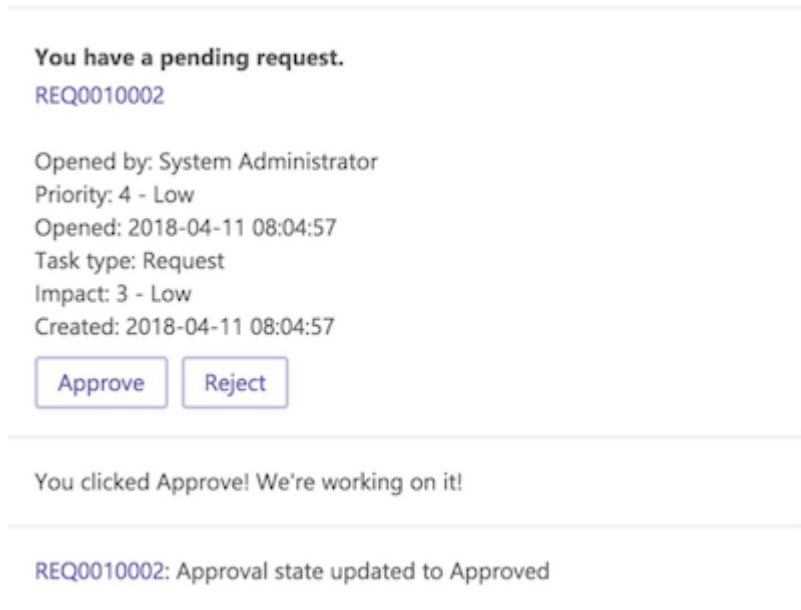 You have a pending request.
REQ0010002
Opened by: System Administrator
Priority: 4 - Low
Opened: 2018-04-11 08:04:57
Task type: Request
Impact: 3 - Low
Created: 2018-04-11 08:04:57
Approve Reject
You clicked Approve! We're working on it!
REQ0010002: Approval state updated to Approved